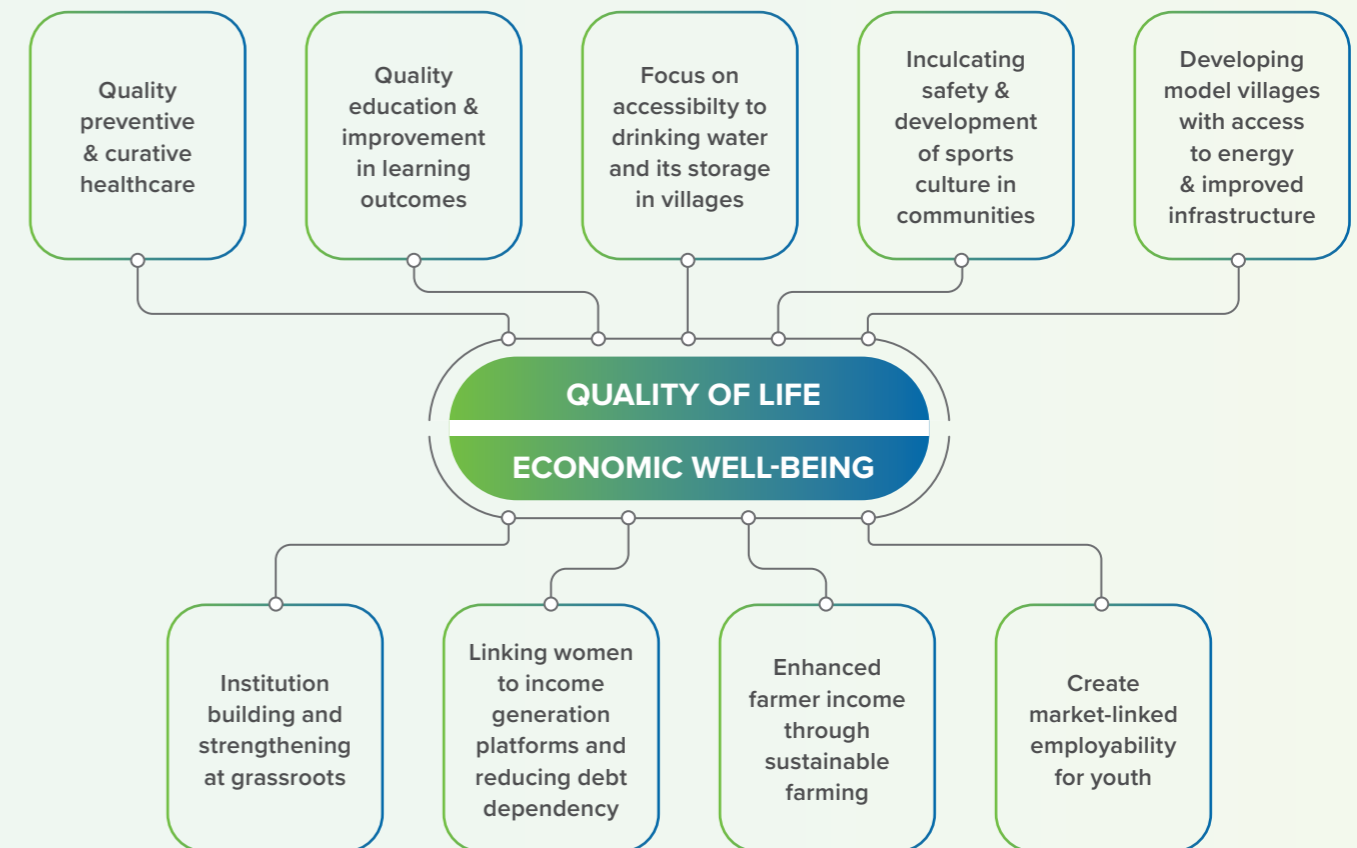 Quality
preventive
& curative
healthcare
Quality
education &
improvement
in learning
outcomes
Focus on
accessibilty to
drinking water
and its storage
in villages
Inculcating
safety &
development
of sports
culture in
communities
Developing
model villages
with access
to energy
& improved
infrastructure
QUALITY OF LIFE
ECONOMIC WELL-BEING
Institution
building and
strengthening
at grassroots
Linking women
to income
generation
platforms and
reducing debt
dependency
Enhanced
farmer income
through
sustainable
farming
Create
market-linked
employability
for youth